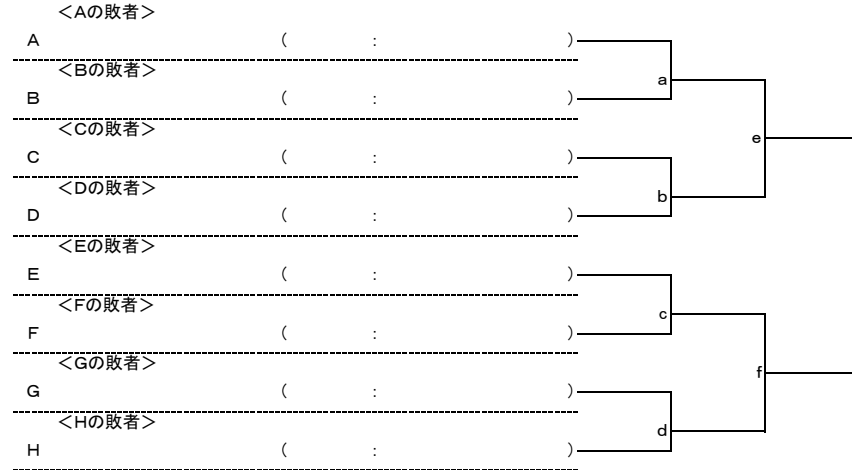 <Aの敗者>
A ( : )
<Bの敗者>
a
B ( : )
<Cの敗者>
e
C ( : )
<Dの敗者>
b
D ( : )
<Eの敗者>
E ( : )
<Fの敗者>
c
F ( : )
<Gの敗者>
f
G ( : )
<Hの敗者>
d
H ( : )